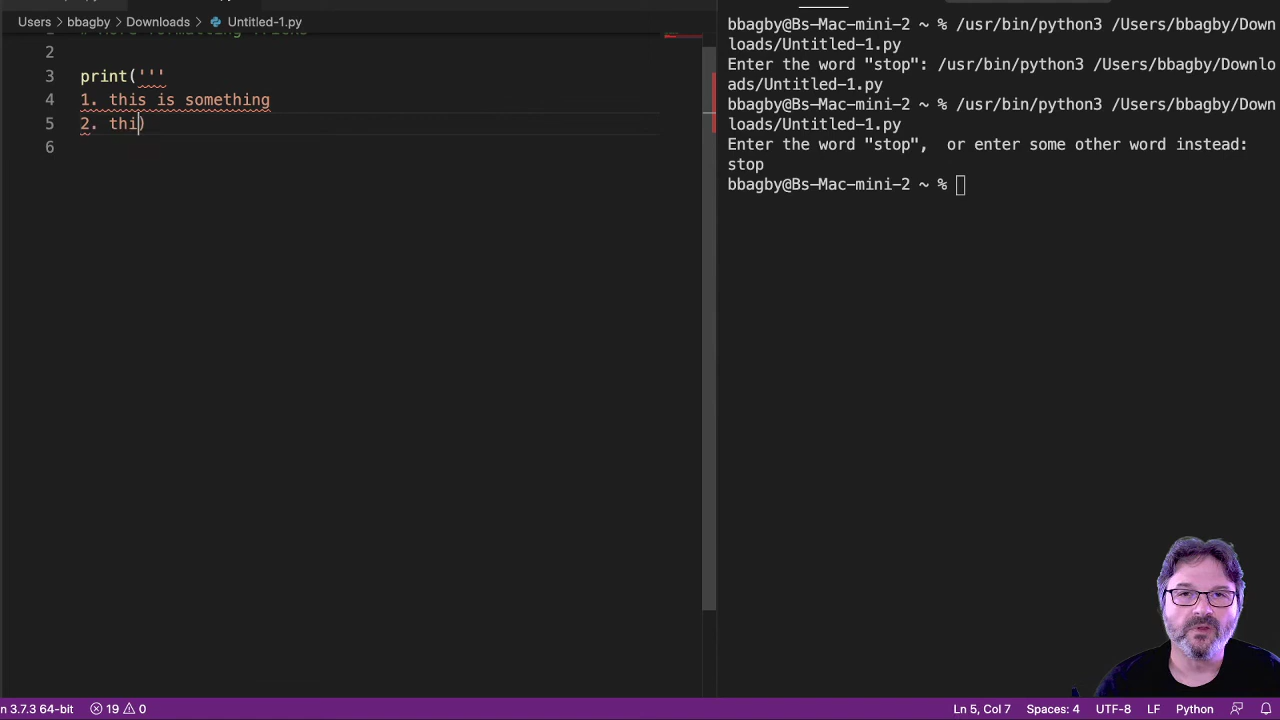 Users > bbagby > Downloads > Untitled-1.py
2
3 print('''
4 1. this is something
5 2. thi)
6
bbagby@Bs-Mac-mini-2 ~ % /usr/bin/python3 /Users/bbagby/Down
loads/Untitled-1.py
Enter the word "stop": /usr/bin/python3 /Users/bbagby/Downlo
ads/Untitled-1.py
bbagby@Bs-Mac-mini-2 ~ % /usr/bin/python3 /Users/bbagby/Down
loads/Untitled-1.py
Enter the word "stop",  or enter some other word instead:
stop
bbagby@Bs-Mac-mini-2 ~ %
n 3.7.3 64-bit 19 0 Ln 5, Col 7 Spaces: 4 UTF-8 LF Python